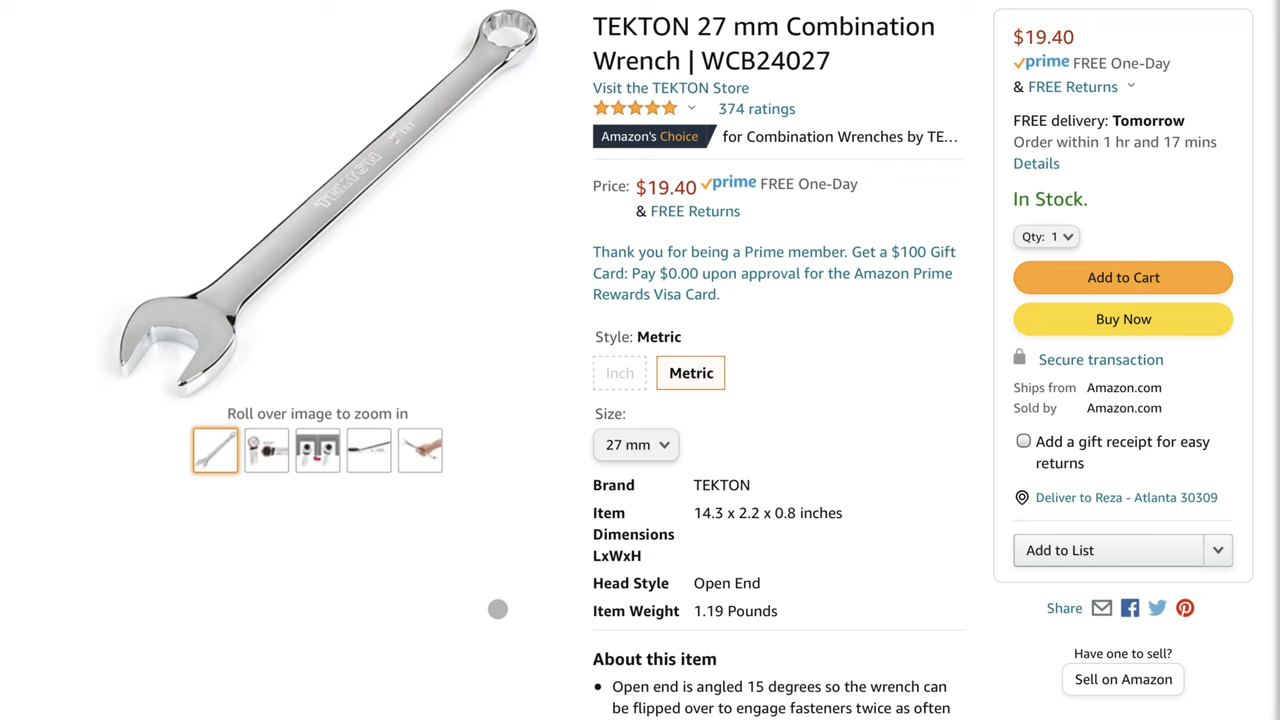 TEKTON 27 mm Combination
Wrench | WCB24027
Visit the TEKTON Store
374 ratings
Amazon's Choice for Combination Wrenches by TE…
Price: $19.40 prime FREE One-Day
& FREE Returns
Thank you for being a Prime member. Get a $100 Gift
Card: Pay $0.00 upon approval for the Amazon Prime
Rewards Visa Card.
Style: Metric
Inch Metric
Size:
27 mm
Brand TEKTON
Item 14.3 x 2.2 x 0.8 inches
Dimensions
LxWxH
Head Style Open End
Item Weight 1.19 Pounds
About this item
• Open end is angled 15 degrees so the wrench can
be flipped over to engage fasteners twice as often
TEKTON
Roll over image to zoom in
$19.40
prime FREE One-Day
& FREE Returns
FREE delivery: Tomorrow
Order within 1 hr and 17 mins
Details
In Stock.
Qty: 1
Add to Cart
Buy Now
Secure transaction
Ships from Amazon.com
Sold by Amazon.com
Add a gift receipt for easy
returns
Deliver to Reza - Atlanta 30309
Add to List
Share
Have one to sell?
Sell on Amazon